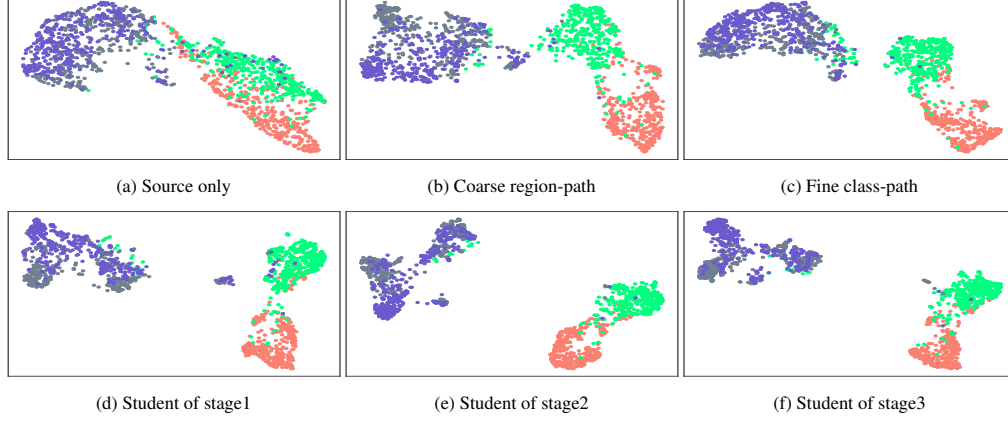 (a) Source only
(b) Coarse region-path
(c) Fine class-path
(d) Student of stage1
(e) Student of stage2
(f) Student of stage3